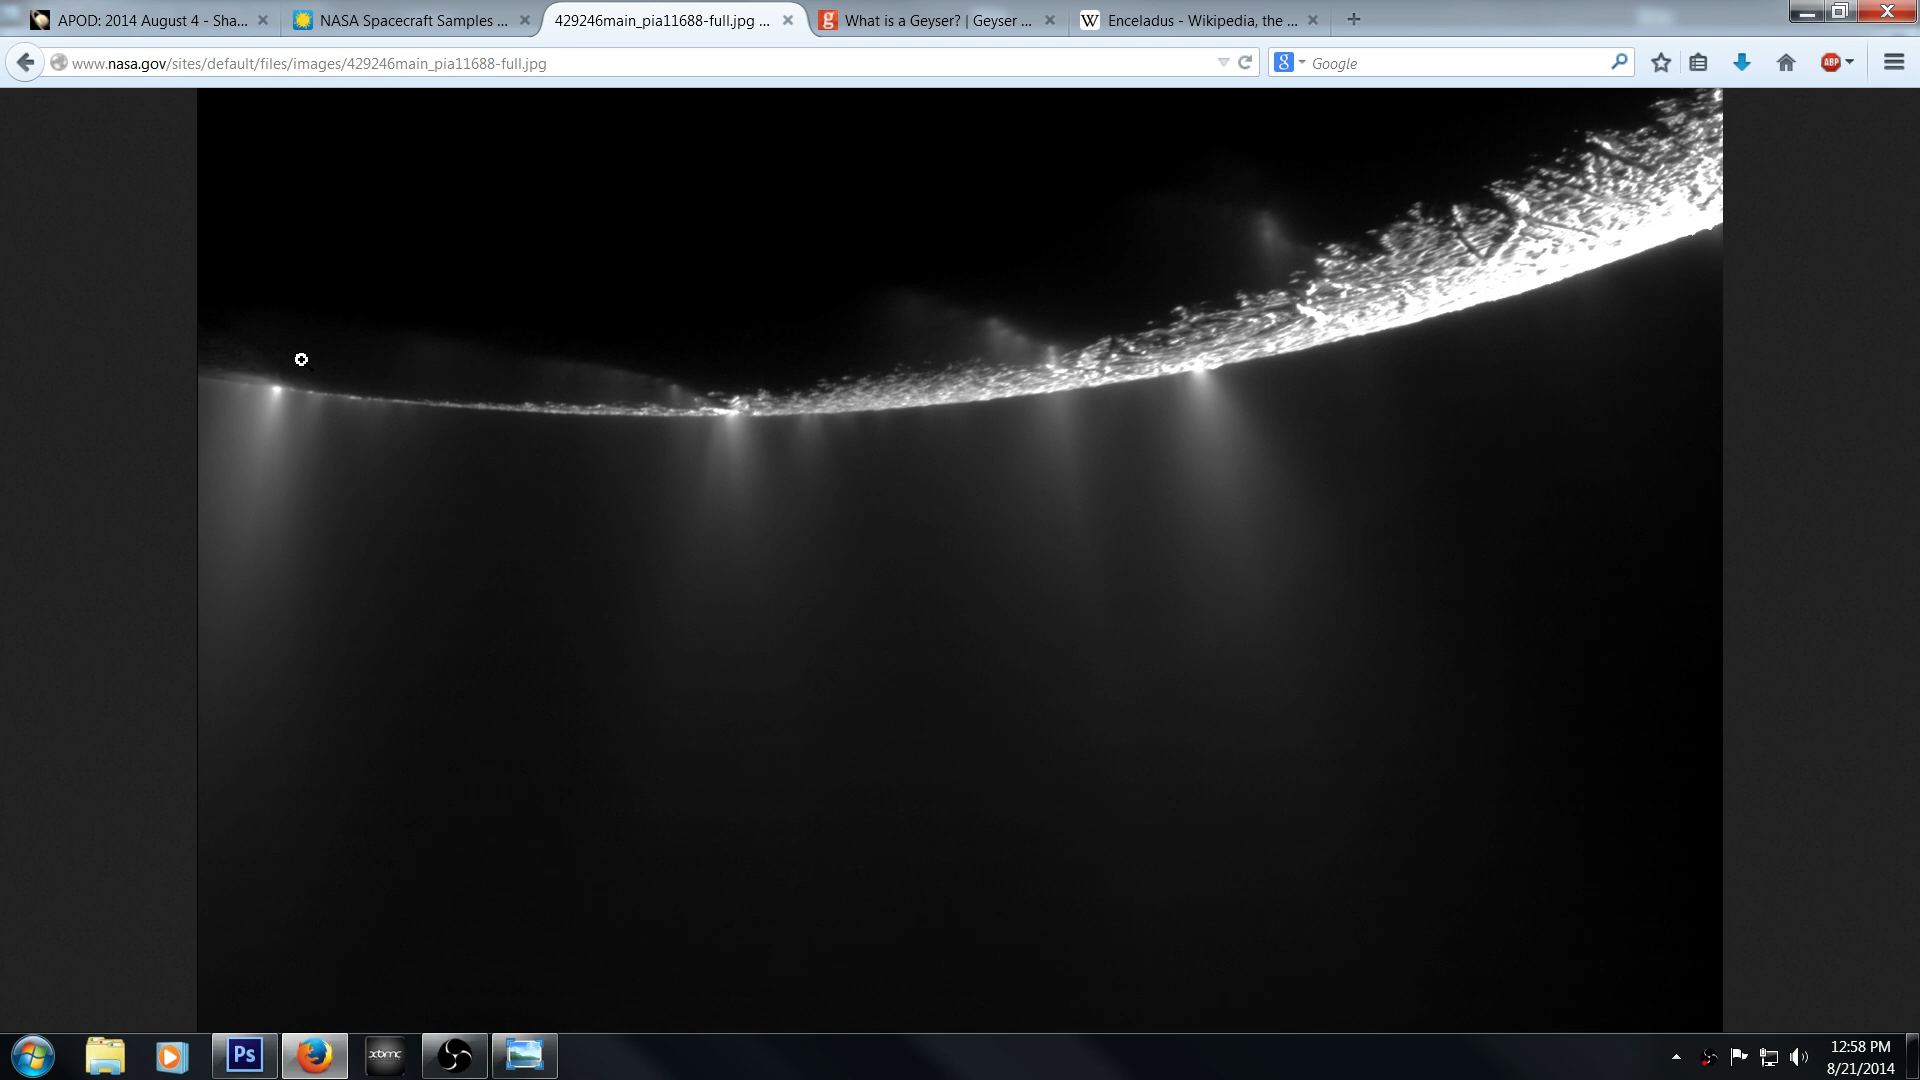 APOD: 2014 August 4 - Sha...
NASA Spacecraft Samples ...
429246main_pia11688-full.jpg ...
g What is a Geyser? | Geyser ...
W Enceladus - Wikipedia, the ...
www.nasa.gov/sites/default/files/images/429246main_pia11688-full.jpg
g Google
ABP
Ps
xbmc
12:58 PM
8/21/2014